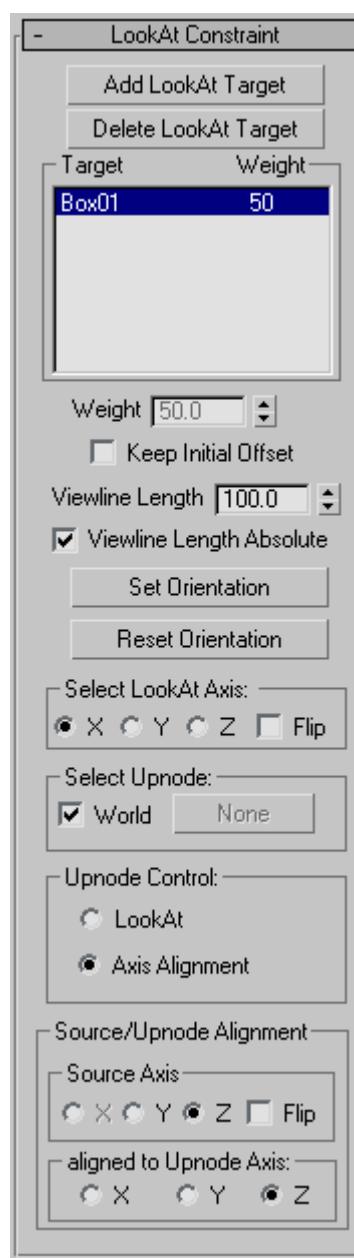 - LookAt Constraint
Add LookAt Target
Delete LookAt Target
Target Weight
Box01 50
Weight 50.0
Keep Initial Offset
Viewline Length 100.0
Viewline Length Absolute
Set Orientation
Reset Orientation
Select LookAt Axis:
X Y Z Flip
Select Upnode:
World None
Upnode Control:
LookAt
Axis Alignment
Source/Upnode Alignment
Source Axis
X Y Z Flip
aligned to Upnode Axis:
X Y Z